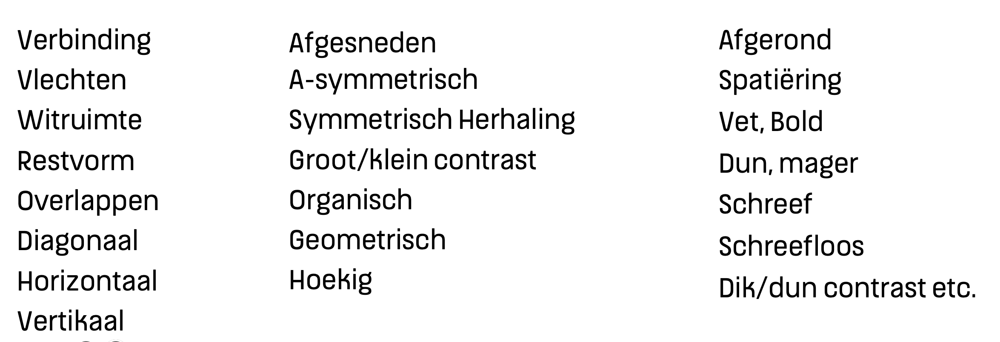 Verbinding
Vlechten
Witruimte
Restvorm
Overlappen
Diagonaal
Horizontaal
Vertikaal
Afgesneden
A-symmetrisch
Symmetrisch Herhaling
Groot/klein contrast
Organisch
Geometrisch
Hoekig
Afgerond
Spatiëring
Vet, Bold
Dun, mager
Schreef
Schreefloos
Dik/dun contrast etc.